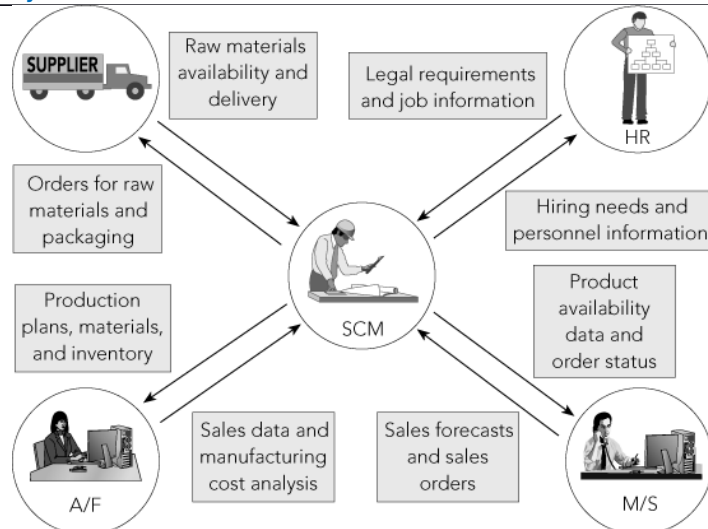 SUPPLIER
Raw materials
availability and
delivery
Legal requirements
and job information
HR
Orders for raw
materials and
packaging
Hiring needs and
personnel information
SCM
Production
plans, materials,
and inventory
Product
availability
data and
order status
Sales data and
manufacturing
cost analysis
Sales forecasts
and sales
orders
A/F
M/S